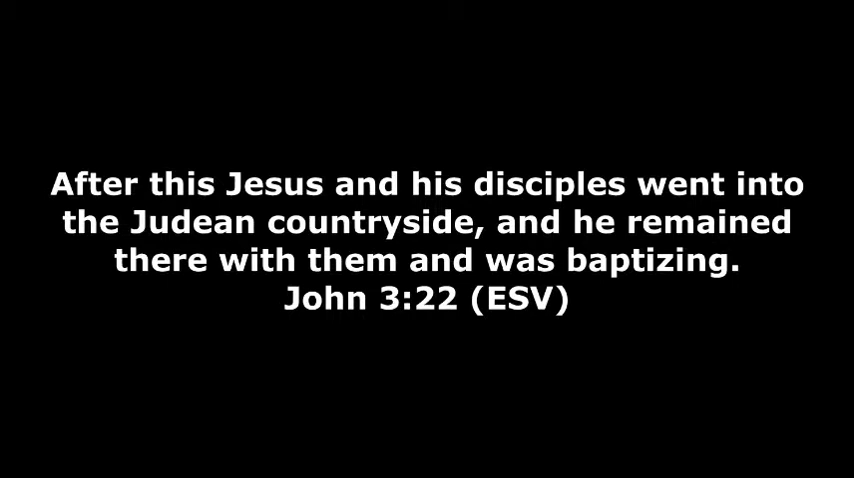 After this Jesus and his disciples went into
the Judean countryside, and he remained
there with them and was baptizing.
John 3:22 (ESV)